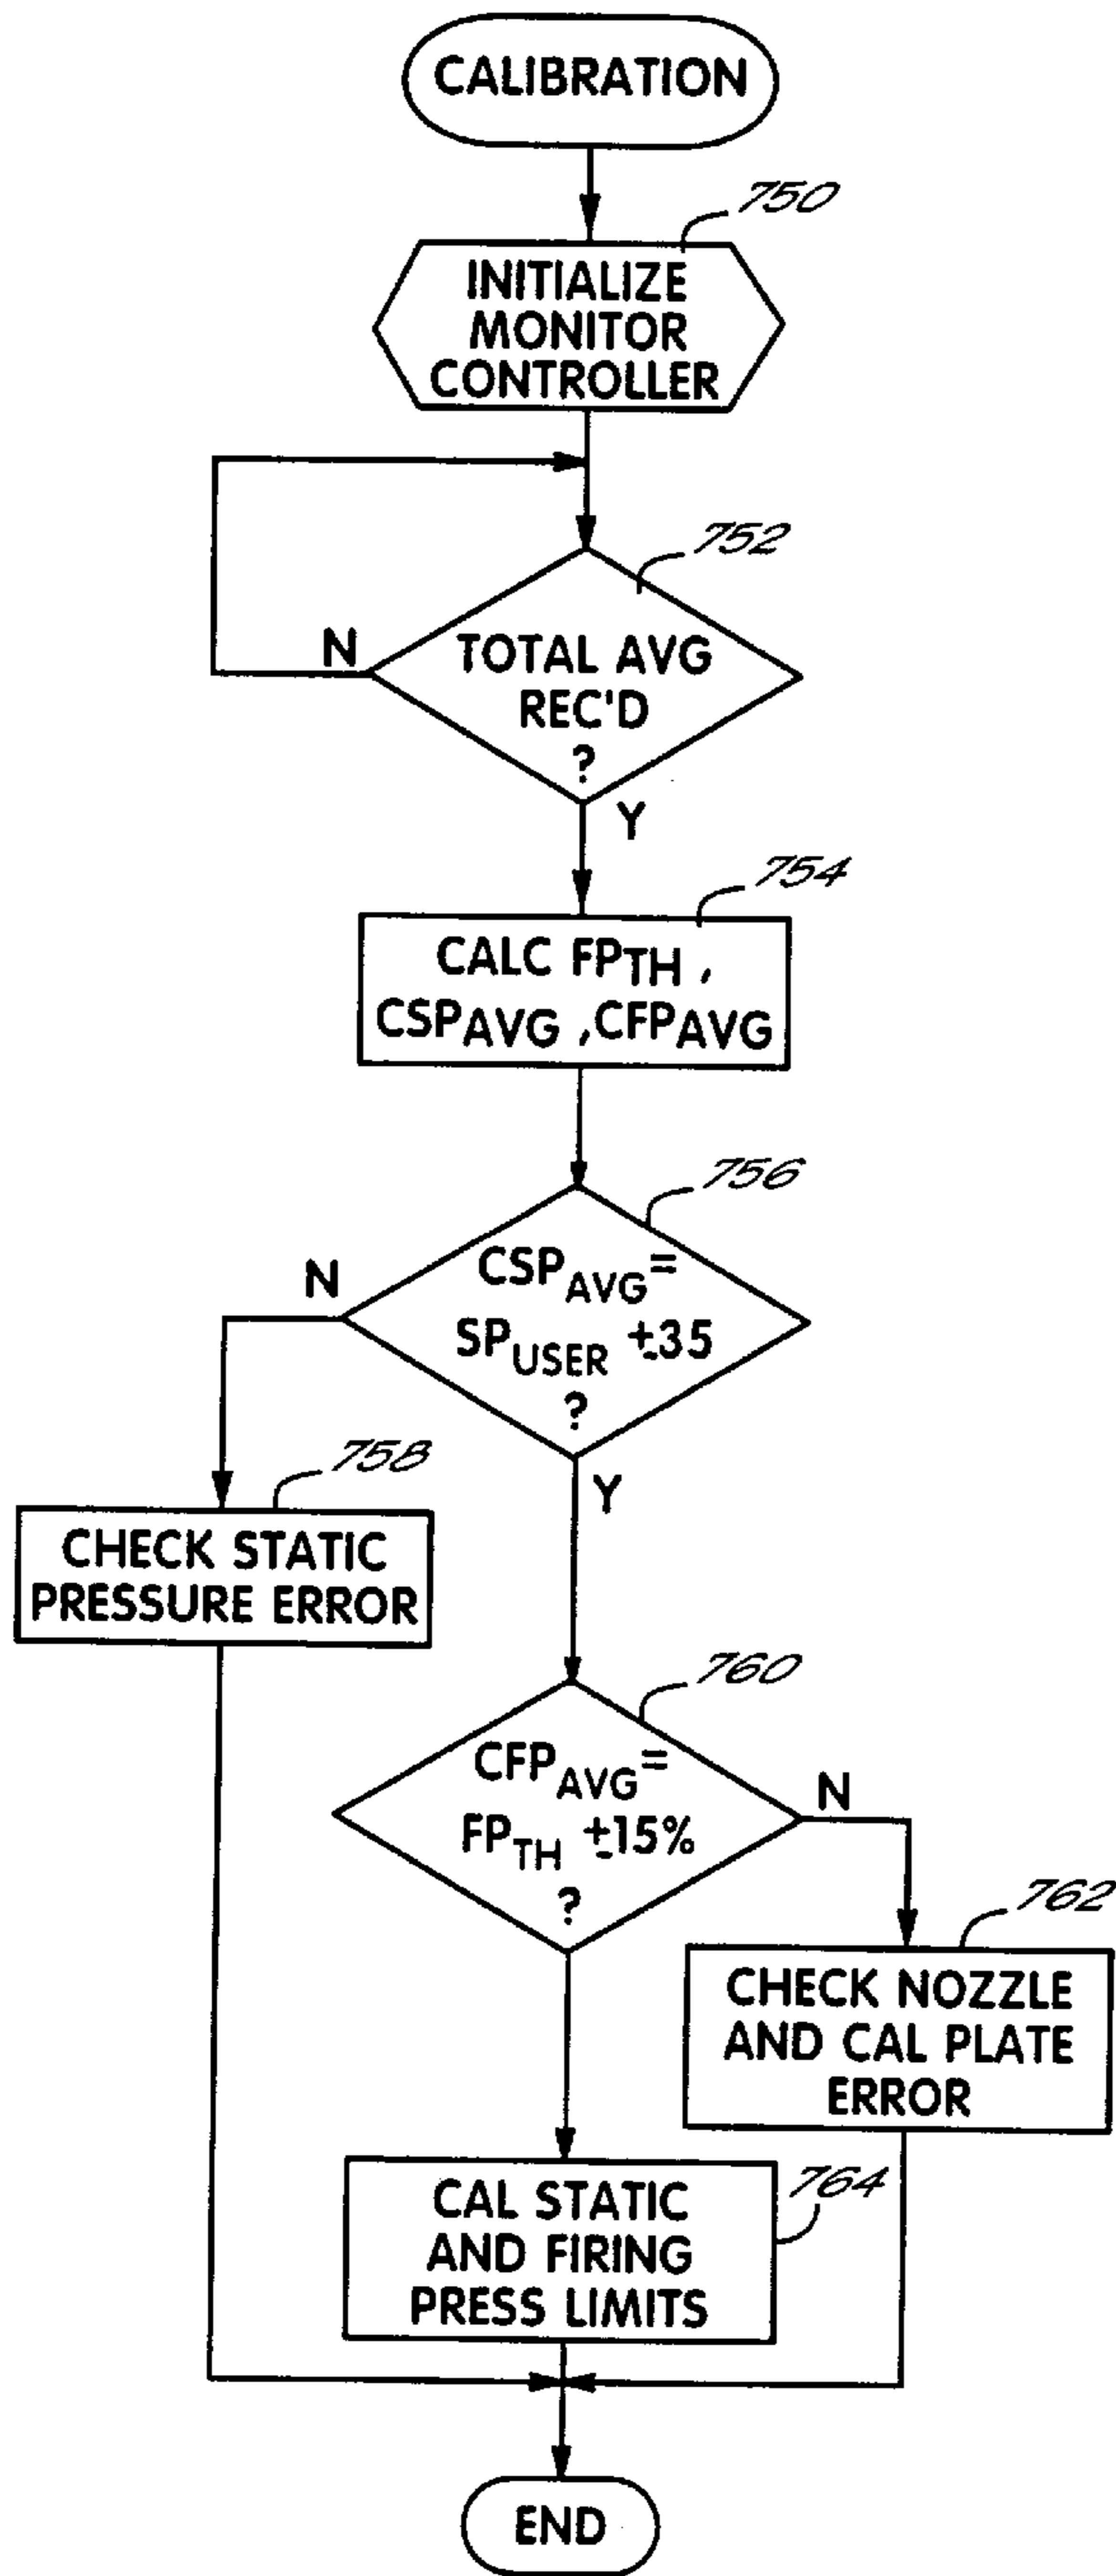 CALIBRATION
750
INITIALIZE
MONITOR
CONTROLLER
752
N
TOTAL AVG
REC'D
?
Y
754
CALC FPTH ,
CSPAVG ,CFPAVG
756
N
CSPAVG=
SPUSER ±35
?
Y
758
CHECK STATIC
PRESSURE ERROR
760
CFPAVG=
FPTH ±15%
?
N
762
CHECK NOZZLE
AND CAL PLATE
ERROR
764
CAL STATIC
AND FIRING
PRESS LIMITS
END